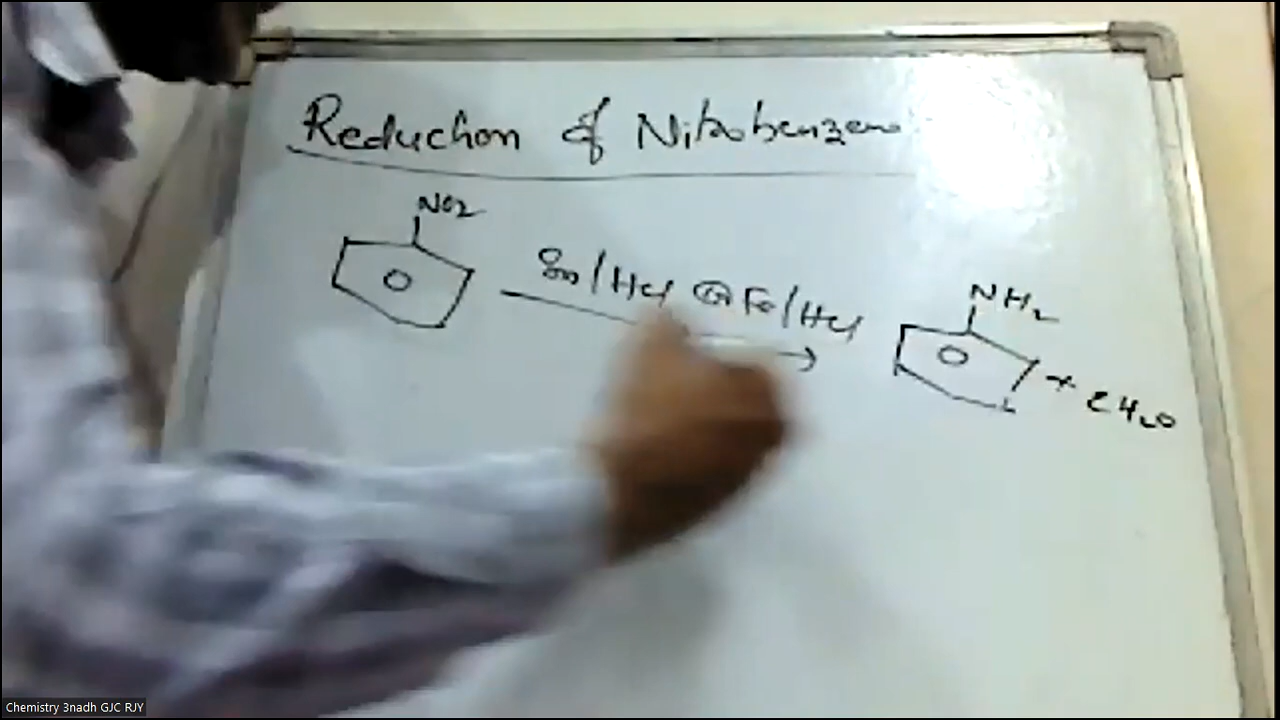 Reduction of Nitrobenzene
NO2
Sn/HCl or Fe/HCl
NH2
+ 2H2O
Chemistry 3nadh GJC RJY